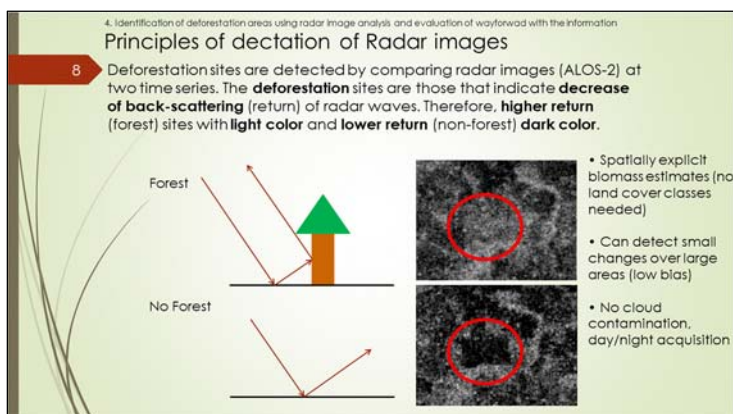 4. Identification of deforestation areas using radar image analysis and evaluation of wayforwad with the information
Principles of dectation of Radar images
8
Deforestation sites are detected by comparing radar images (ALOS-2) at
two time series. The deforestation sites are those that indicate decrease
of back-scattering (return) of radar waves. Therefore, higher return
(forest) sites with light color and lower return (non-forest) dark color.
Forest
No Forest
• Spatially explicit
biomass estimates (no
land cover classes
needed)
• Can detect small
changes over large
areas (low bias)
• No cloud
contamination,
day/night acquisition